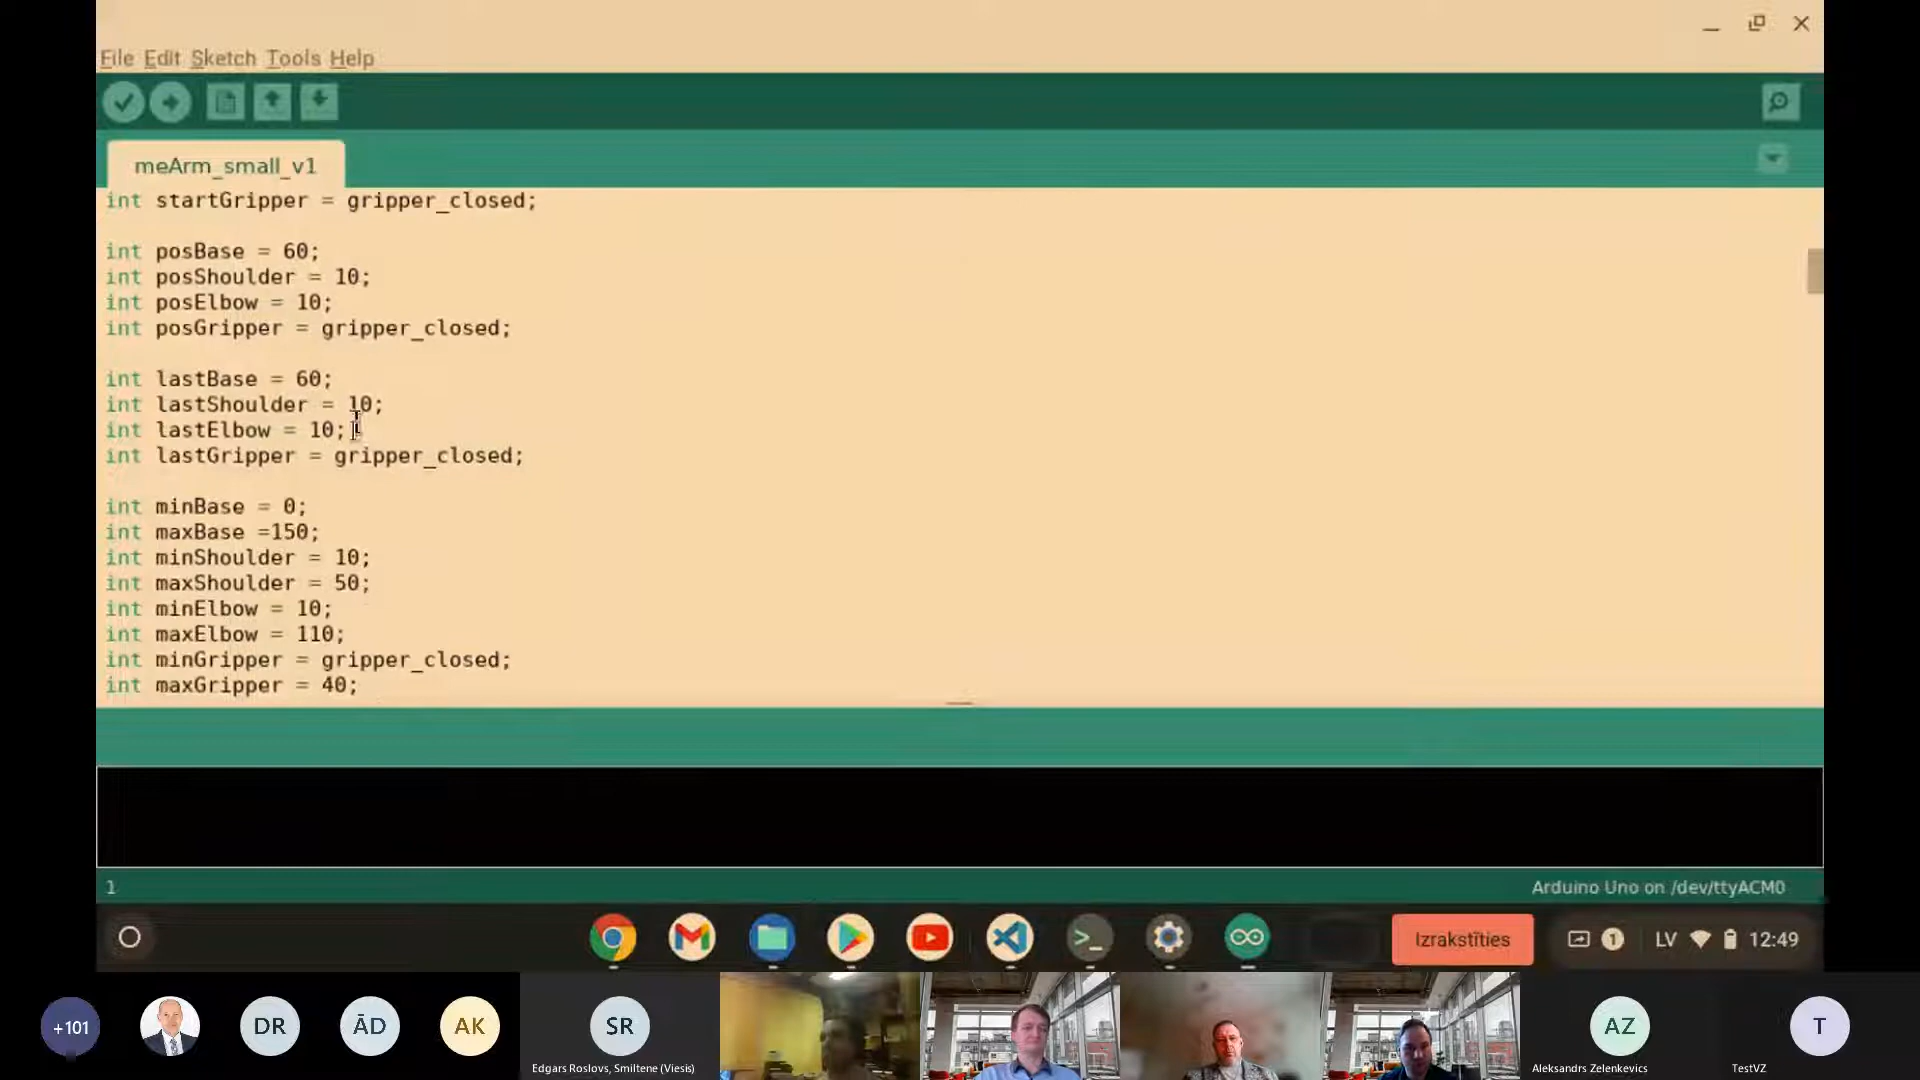 File Edit Sketch Tools Help
meArm_small_v1
int startGripper = gripper_closed;
int posBase = 60;
int posShoulder = 10;
int posElbow = 10;
int posGripper = gripper_closed;
int lastBase = 60;
int lastShoulder = 10;
int lastElbow = 10;
int lastGripper = gripper_closed;
int minBase = 0;
int maxBase =150;
int minShoulder = 10;
int maxShoulder = 50;
int minElbow = 10;
int maxElbow = 110;
int minGripper = gripper_closed;
int maxGripper = 40;
1
Arduino Uno on /dev/ttyACM0
Izrakstīties
1
LV
12:49
+101
DR
ĀD
AK
SR
AZ
T
Edgars Roslovs, Smiltene (Viesis)
Aleksandrs Zelenkevics
TestVZ